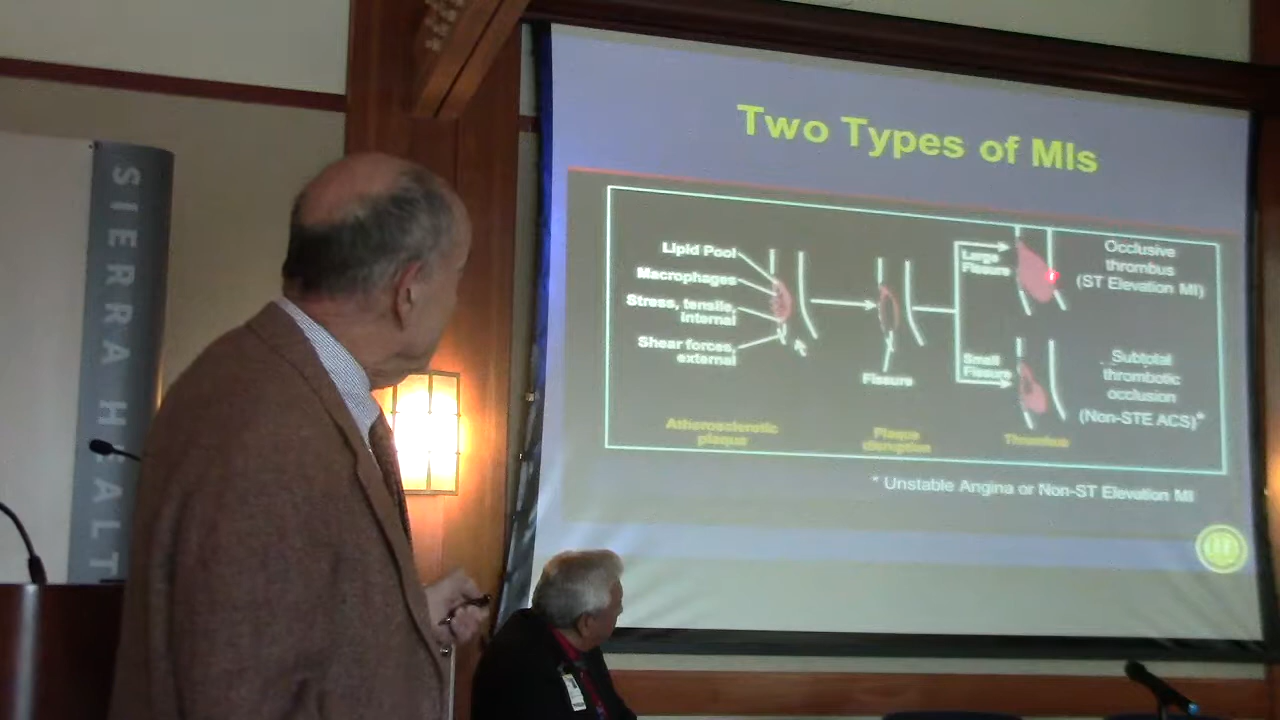 SIERRA HEALT
Two Types of MIs
Lipid Pool
Macrophages
Stress, tensile,
internal
Shear forces,
external
Fissure
Large
Fissure
Small
Fissure
Occlusive
thrombus
(ST Elevation MI)
Subtotal
thrombotic
occlusion
(Non-STE ACS)*
Atherosclerotic
plaque
Plaque
disruption
Thrombus
* Unstable Angina or Non-ST Elevation MI